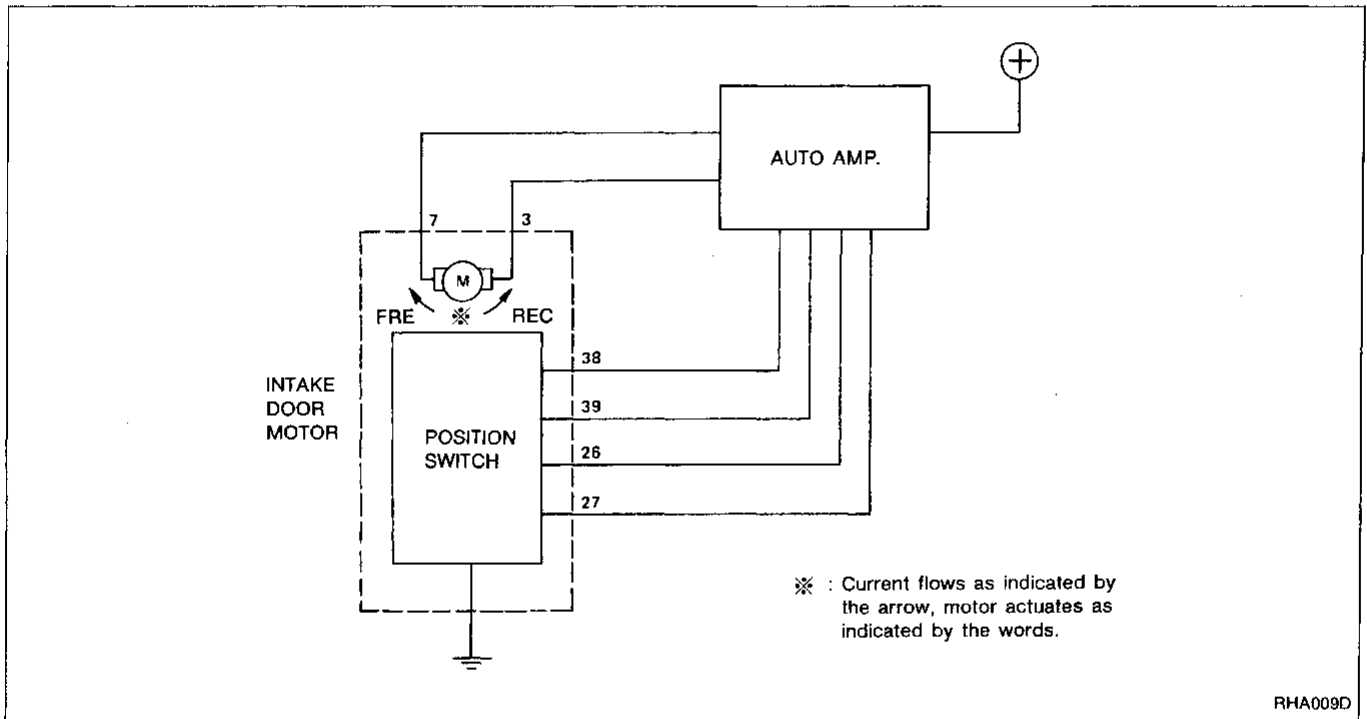 AUTO AMP.
7
3
M
FRE
※
REC
38
39
26
27
INTAKE
DOOR
MOTOR
POSITION
SWITCH
※ : Current flows as indicated by
the arrow, motor actuates as
indicated by the words.
RHA009D